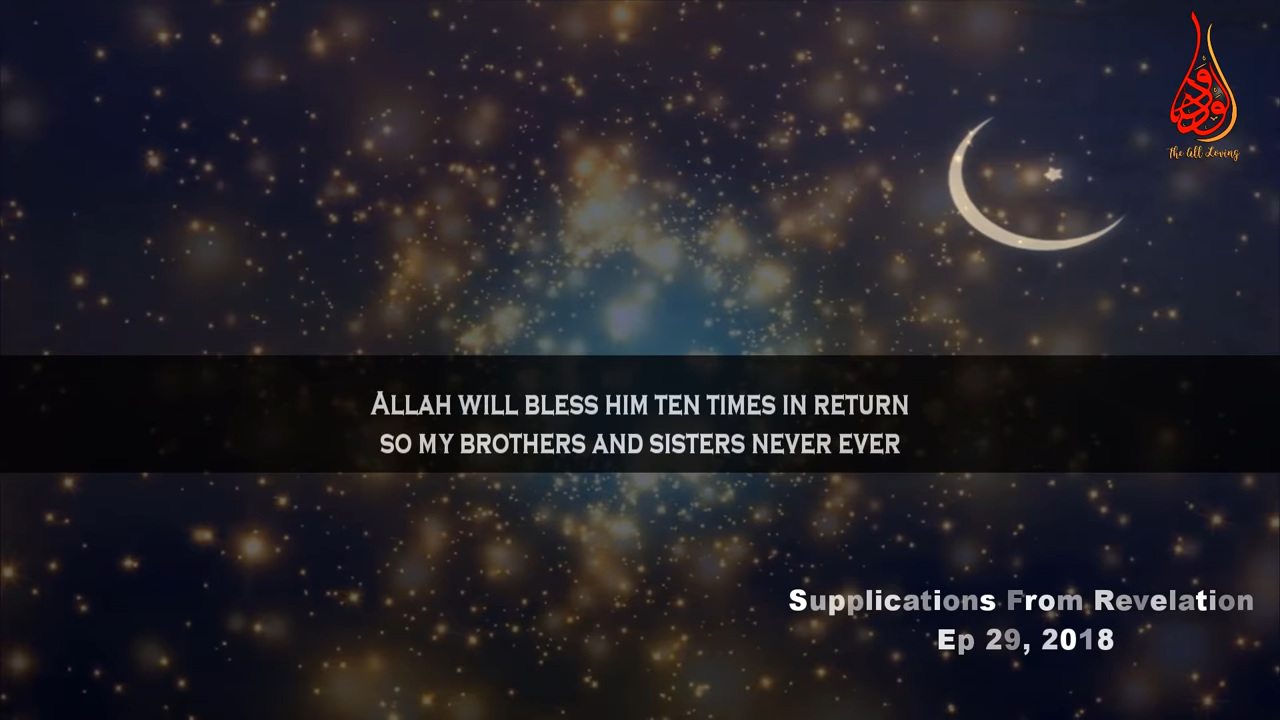 ودود
The All Loving
Allah will bless him ten times in return
so my brothers and sisters never ever
Supplications From Revelation
Ep 29, 2018